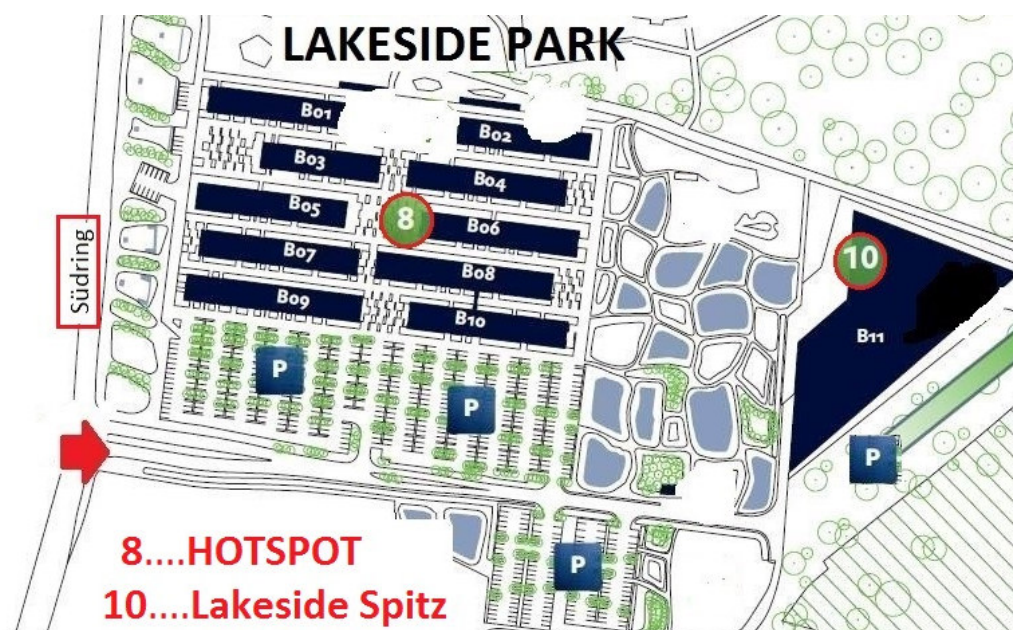 LAKESIDE PARK
B01
B02
B03
B04
B05
8
B06
Südring
B07
B08
10
B09
B10
B11
P
P
P
P
8....HOTSPOT
10....Lakeside Spitz